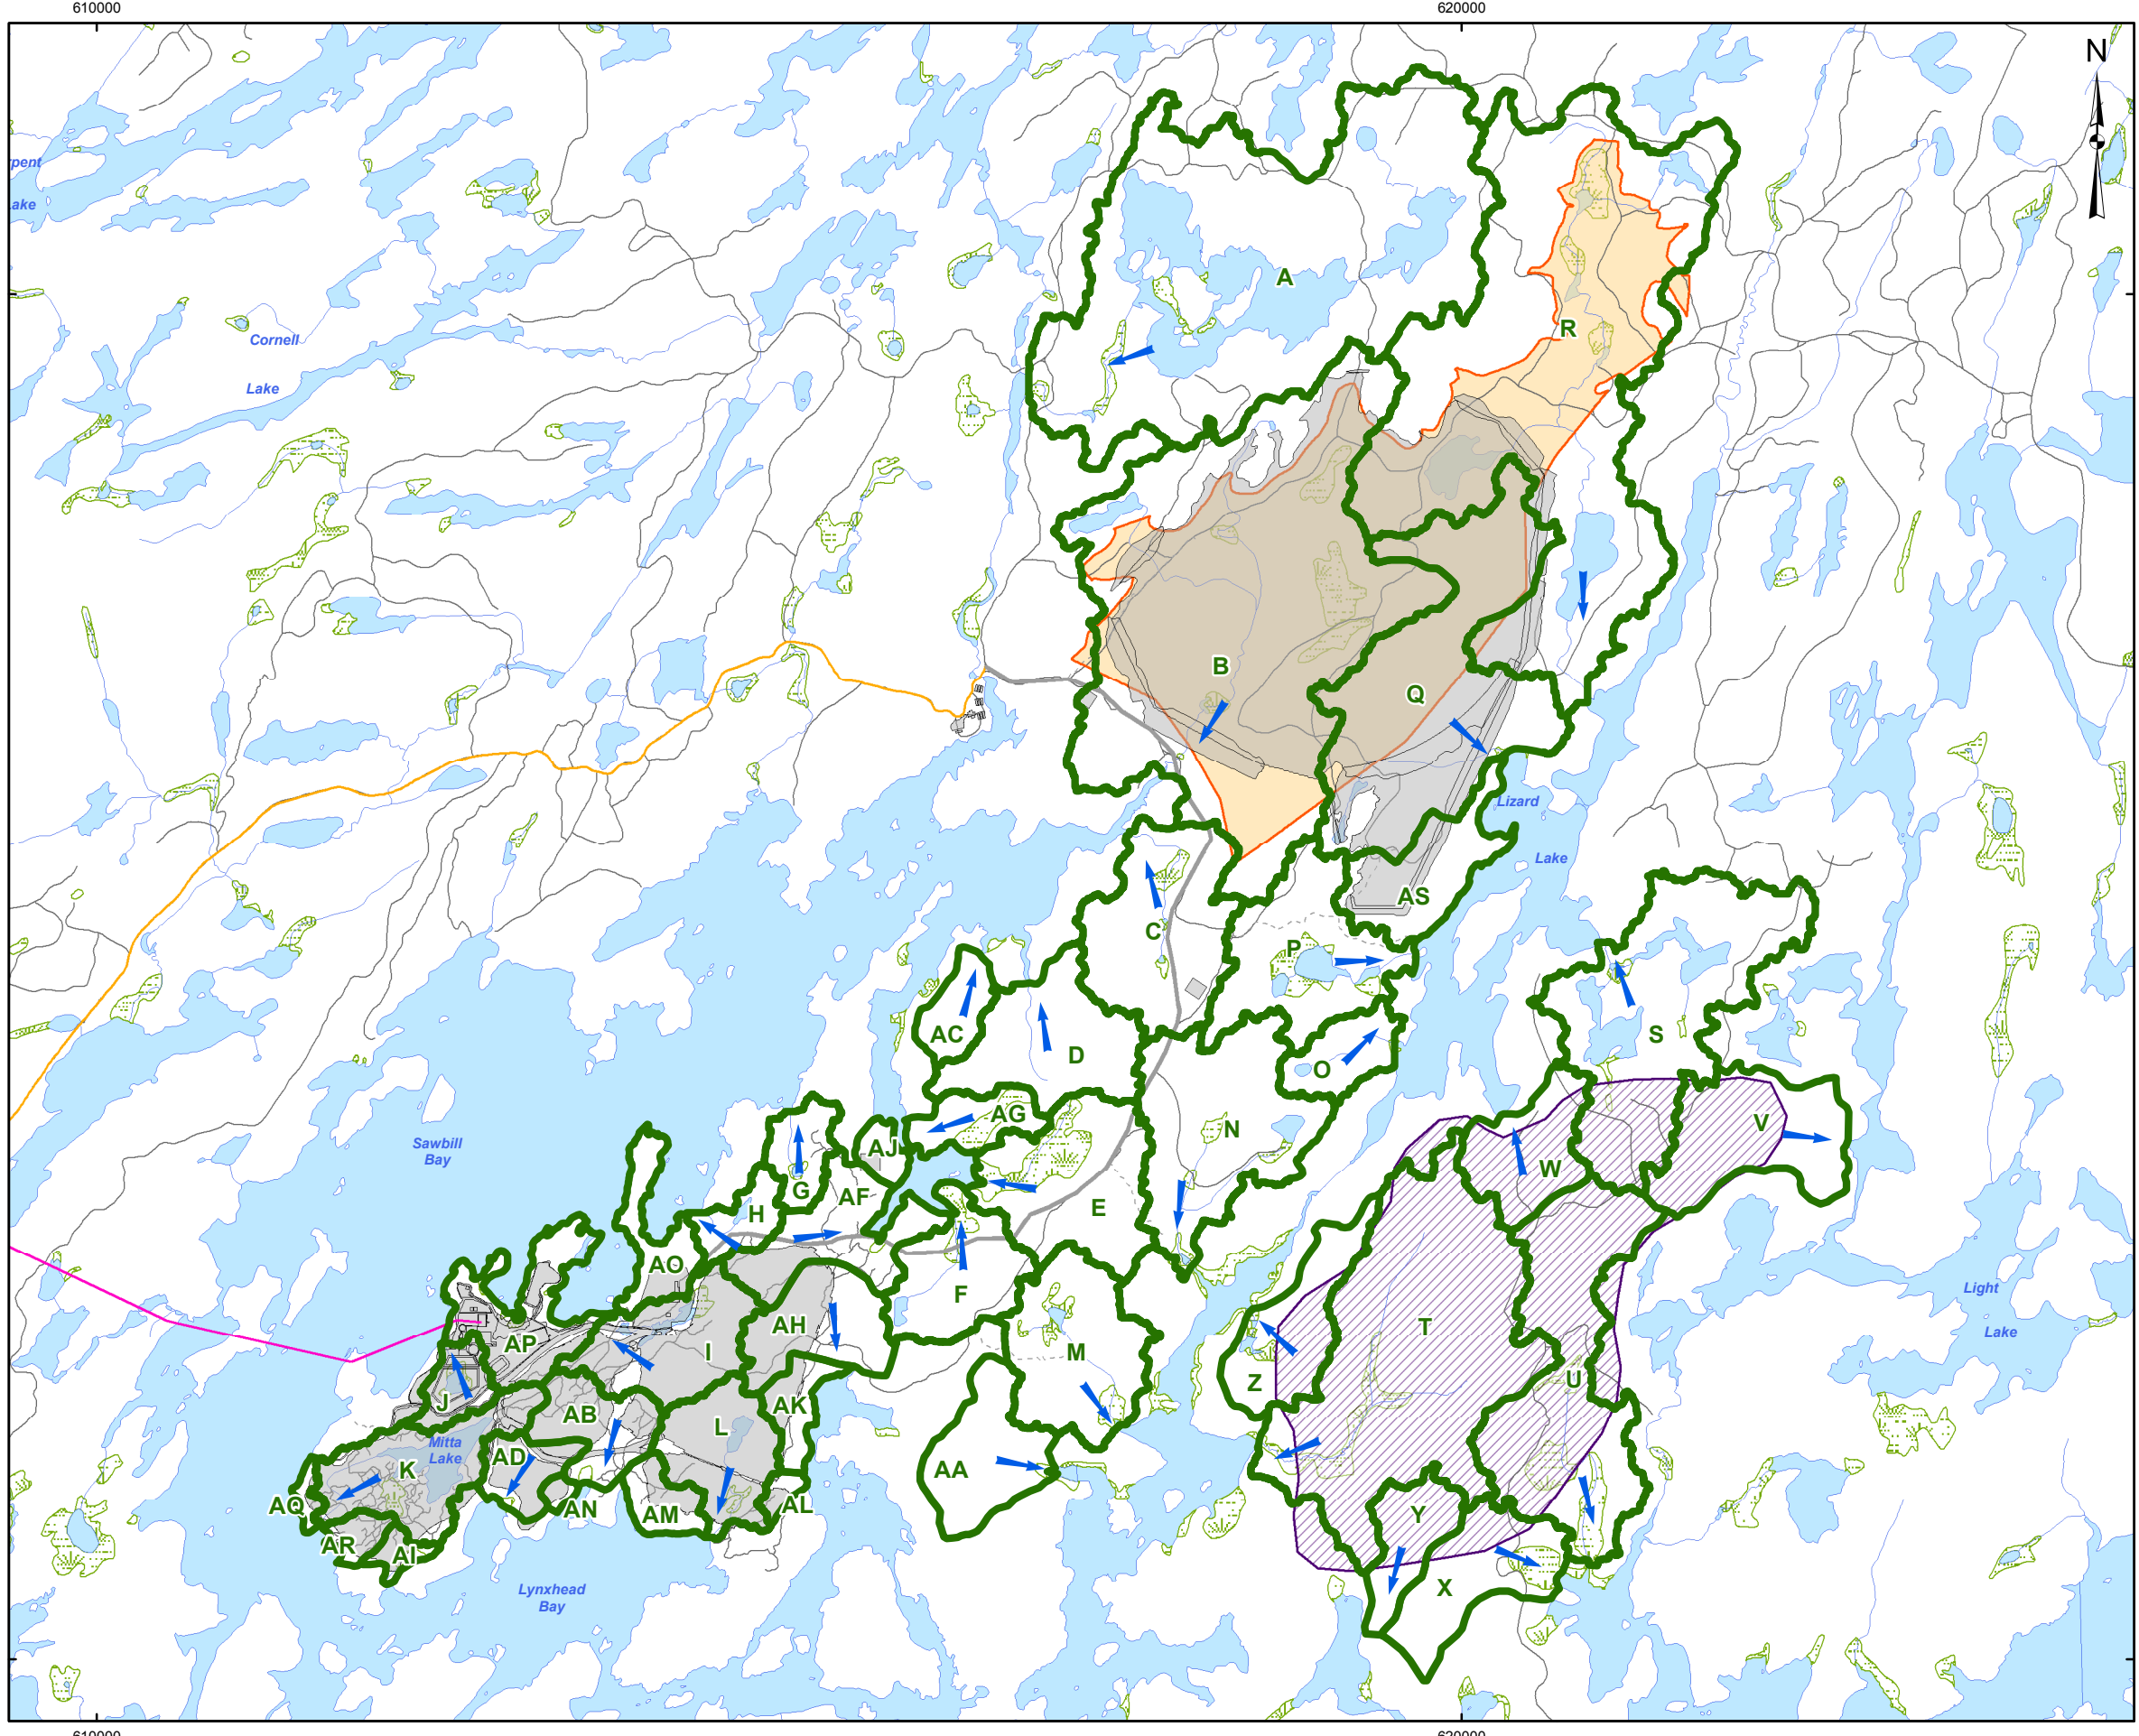 610000
620000
N
rpent
ake
A
Cornell
Lake
R
B
Q
Lizard
Lake
AS
C
P
AC
D
S
O
AG
N
V
Sawbill
Bay
AJ
W
G
AF
H
E
AO
F
Light
Lake
AP
I
AH
M
T
J
Z
U
AB
L
AK
Mitta
Lake
AD
K
AA
AQ
AN
AM
AL
Y
AR
AI
X
Lynxhead
Bay
610000
620000